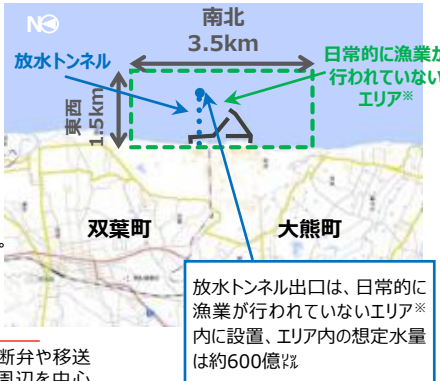 N
南北
3.5km
放水トンネル
日常的に漁業が
行われていない
エリア※
東西
1.5km
。
双葉町
大熊町
放水トンネル出口は、日常的に
漁業が行われていないエリア※
内に設置、エリア内の想定水量
は約600億㍑
断弁や移送
周辺を中心